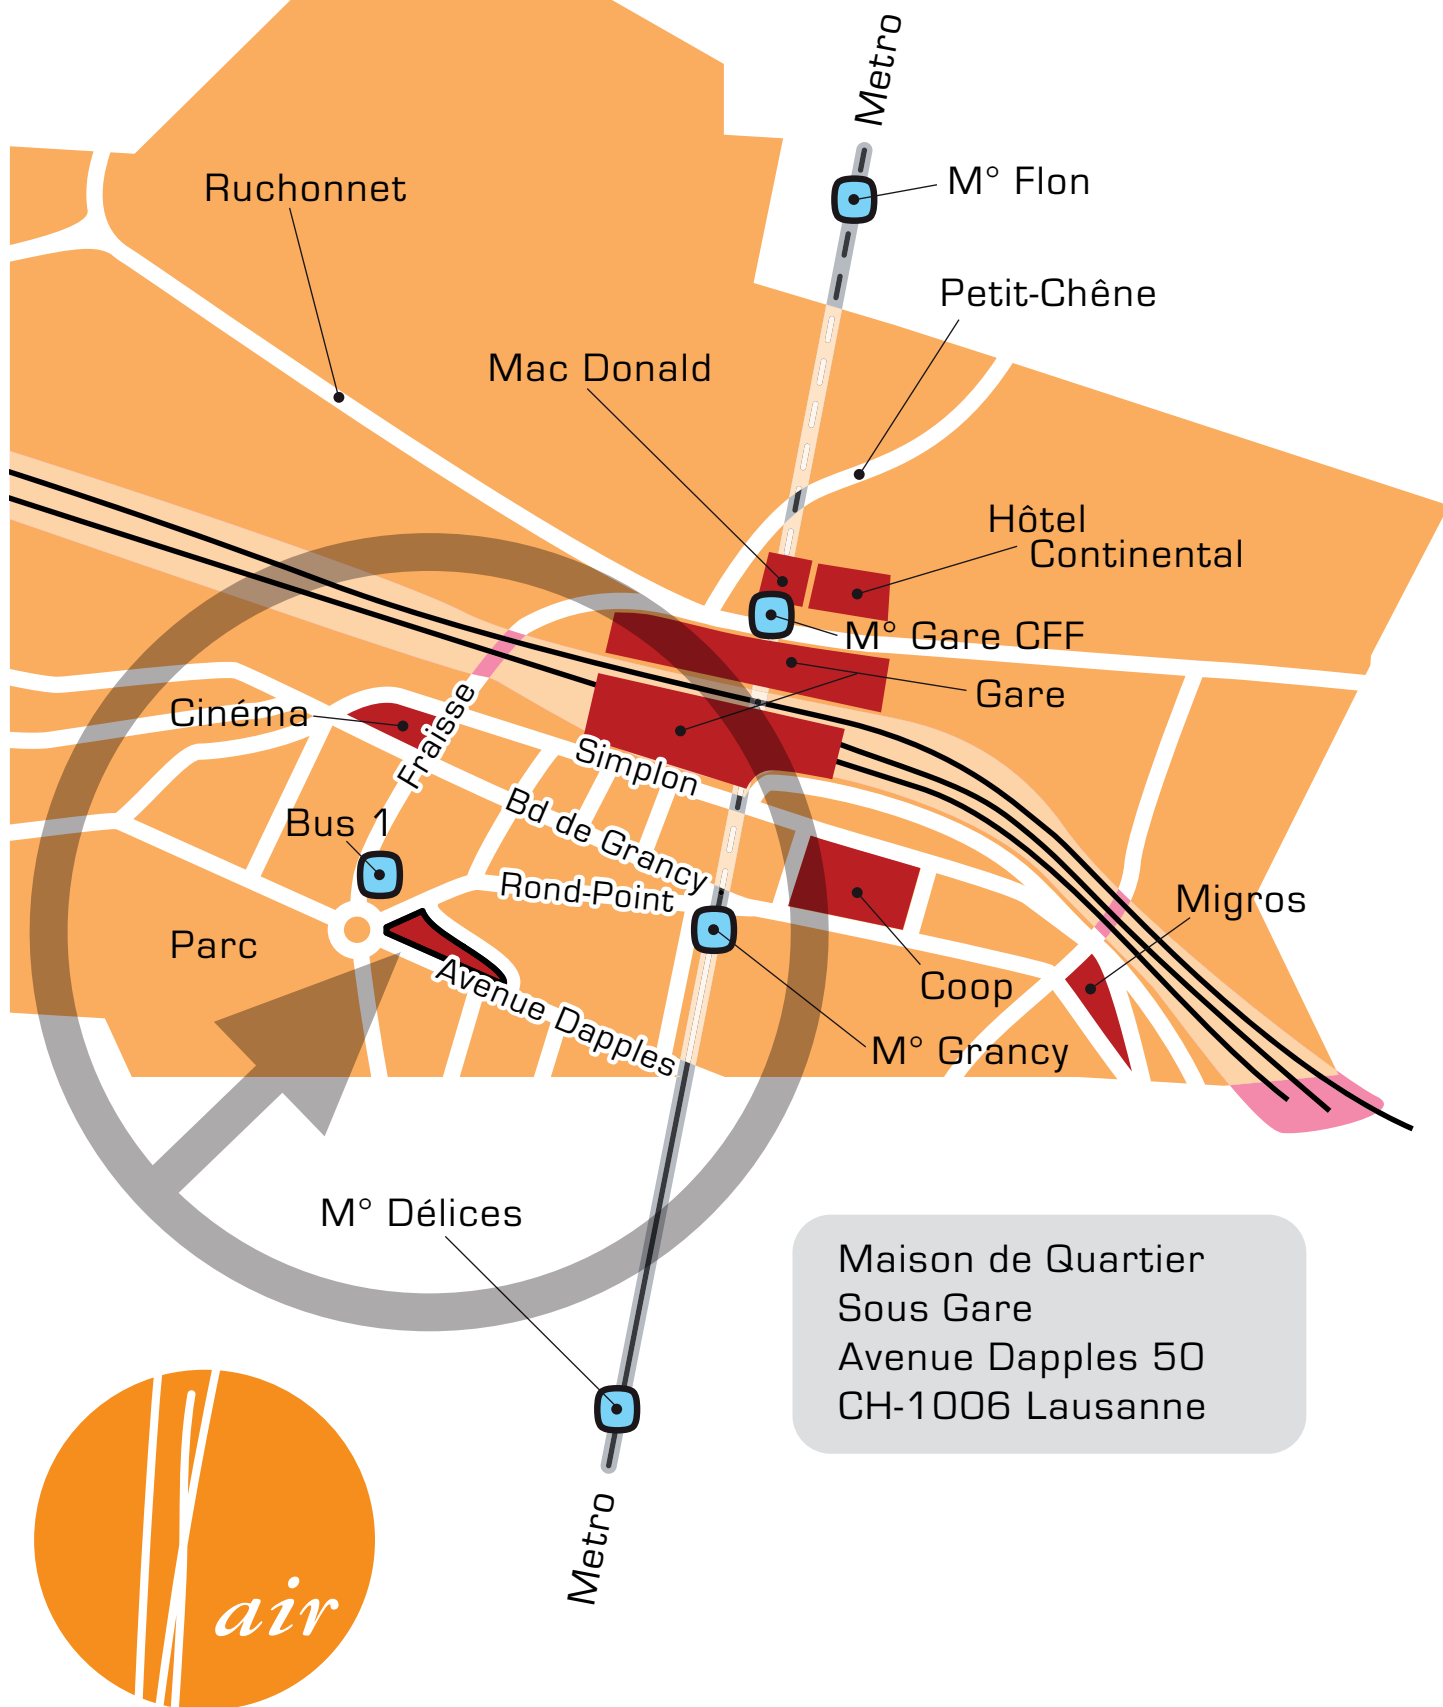 Metro
M° Flon
Ruchonnet
Petit-Chêne
Mac Donald
Hôtel
Continental
M° Gare CFF
Gare
Cinéma
Fraisse
Simplon
Bd de Grancy
Bus 1
Rond-Point
Migros
Parc
Avenue Dapples
Coop
M° Grancy
M° Délices
Maison de Quartier
Sous Gare
Avenue Dapples 50
CH-1006 Lausanne
Metro
air